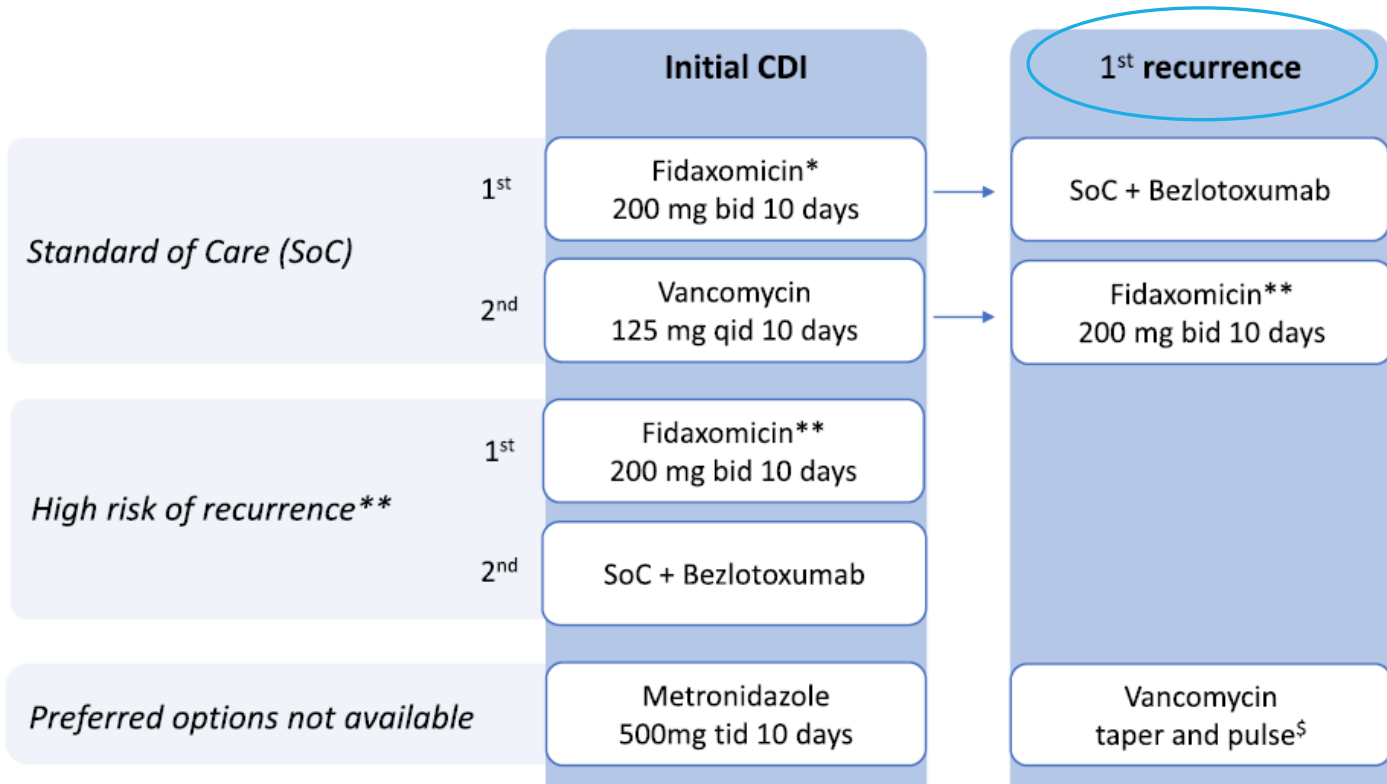 Initial CDI
1st recurrence
Standard of Care (SoC)
1st
Fidaxomicin*
200 mg bid 10 days
SoC + Bezlotoxumab
2nd
Vancomycin
125 mg qid 10 days
Fidaxomicin**
200 mg bid 10 days
High risk of recurrence**
1st
Fidaxomicin**
200 mg bid 10 days
2nd
SoC + Bezlotoxumab
Preferred options not available
Metronidazole
500mg tid 10 days
Vancomycin
taper and pulse$